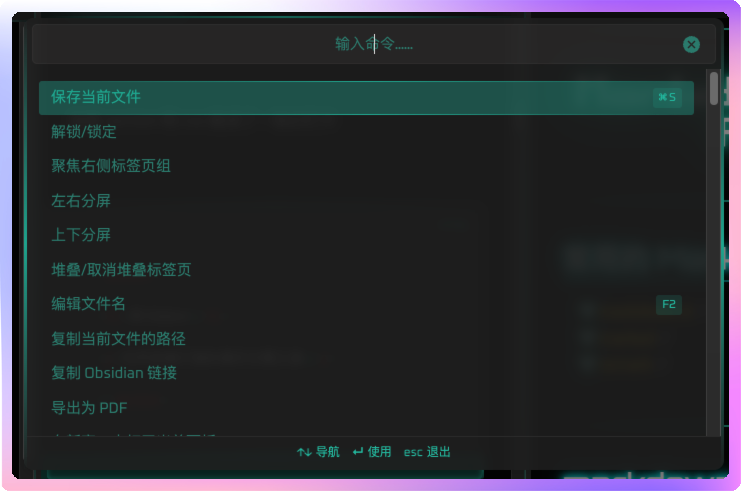 输入命令......
保存当前文件 ⌘ S
解锁/锁定
聚焦右侧标签页组
左右分屏
上下分屏
堆叠/取消堆叠标签页
编辑文件名 F2
复制当前文件的路径
复制 Obsidian 链接
导出为 PDF
↑↓ 导航 ↵ 使用 esc 退出